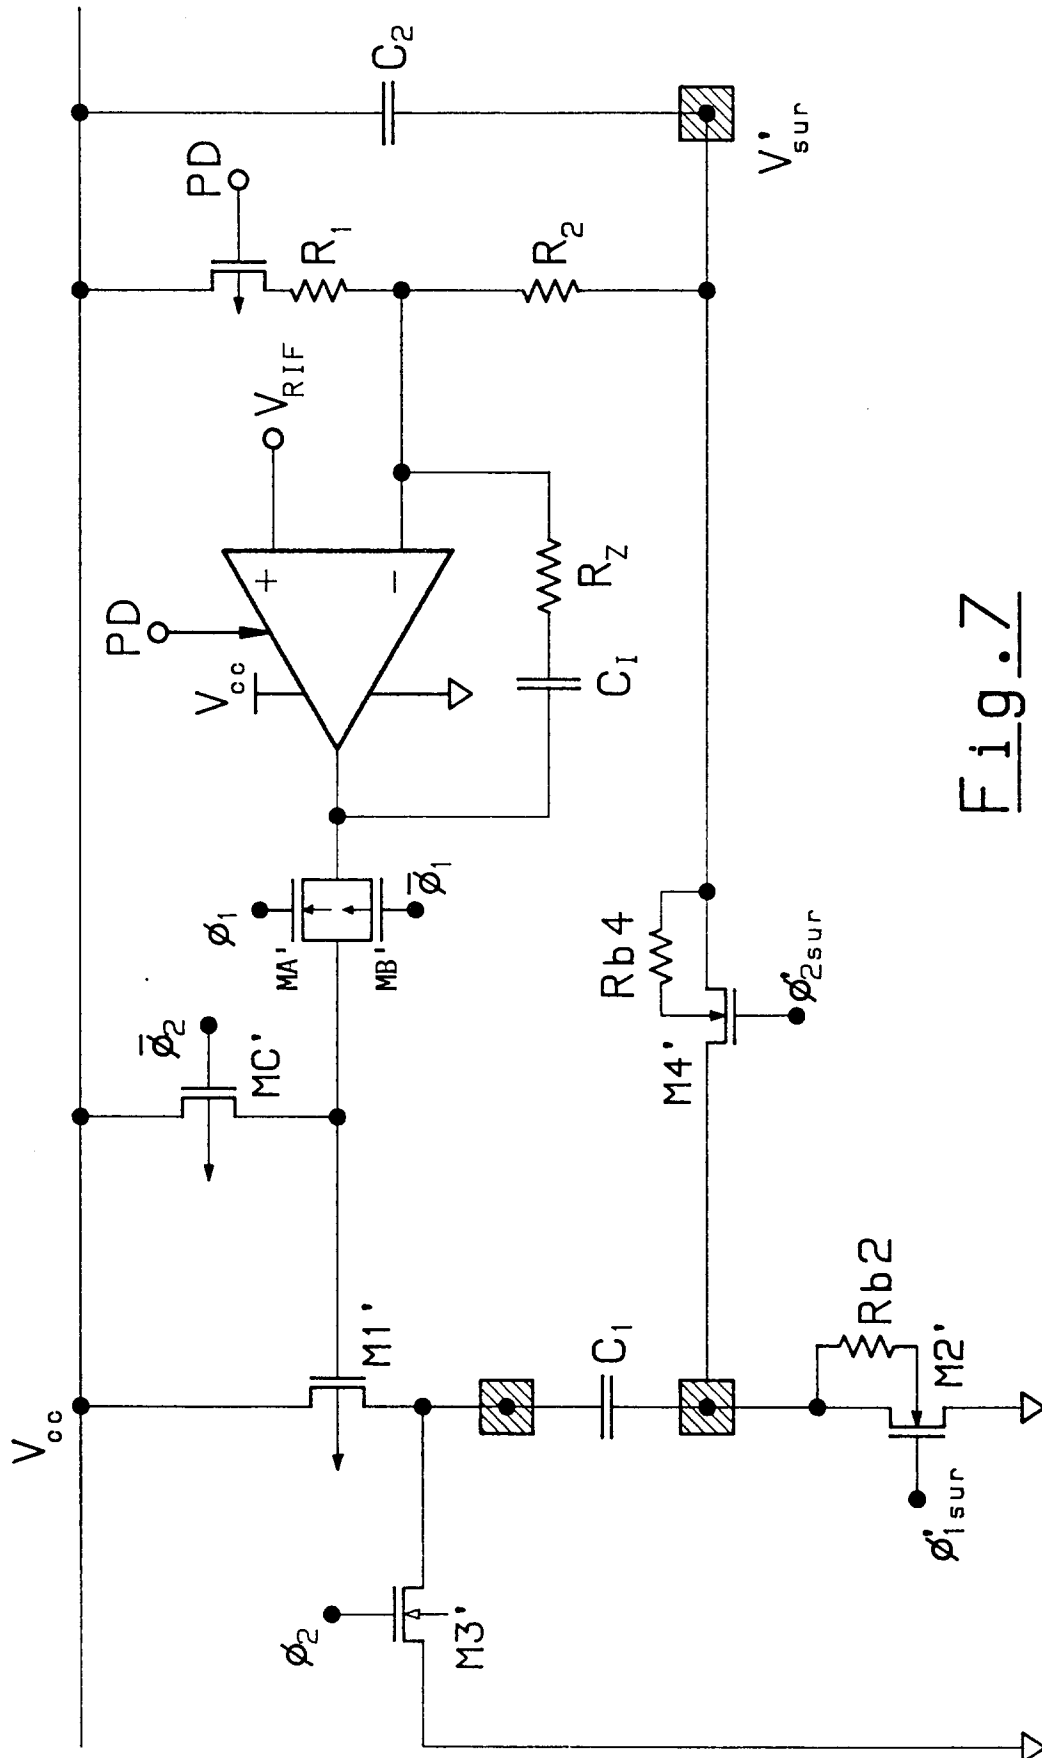 Vcc
ϕ2
M3'
M1'
ϕ̅2
MC'
ϕ1
MA'
MB'
ϕ̅1
Vcc
PD
+
-
VRIF
PD
R1
R2
C2
CI
RZ
C1
Rb2
M2'
ϕ'1sur
M4'
Rb4
ϕ'2sur
V'sur
Fig.7